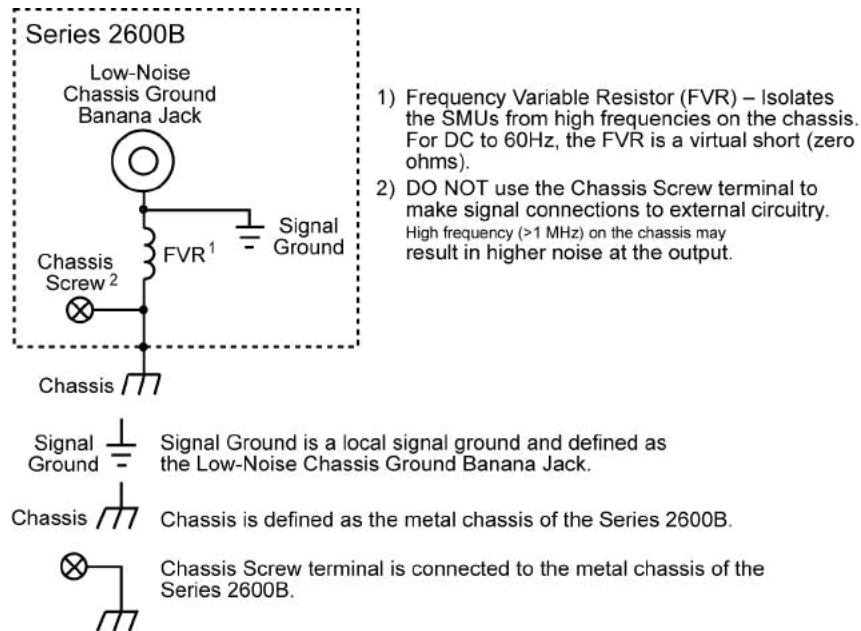 Series 2600B
Low-Noise
Chassis Ground
Banana Jack
Signal
Ground
FVR1
Chassis
Screw 2
Chassis
1) Frequency Variable Resistor (FVR) – Isolates
the SMUs from high frequencies on the chassis.
For DC to 60Hz, the FVR is a virtual short (zero
ohms).
2) DO NOT use the Chassis Screw terminal to
make signal connections to external circuitry.
High frequency (>1 MHz) on the chassis may
result in higher noise at the output.
Signal
Ground
Signal Ground is a local signal ground and defined as
the Low-Noise Chassis Ground Banana Jack.
Chassis
Chassis is defined as the metal chassis of the Series 2600B.
Chassis Screw terminal is connected to the metal chassis of the
Series 2600B.